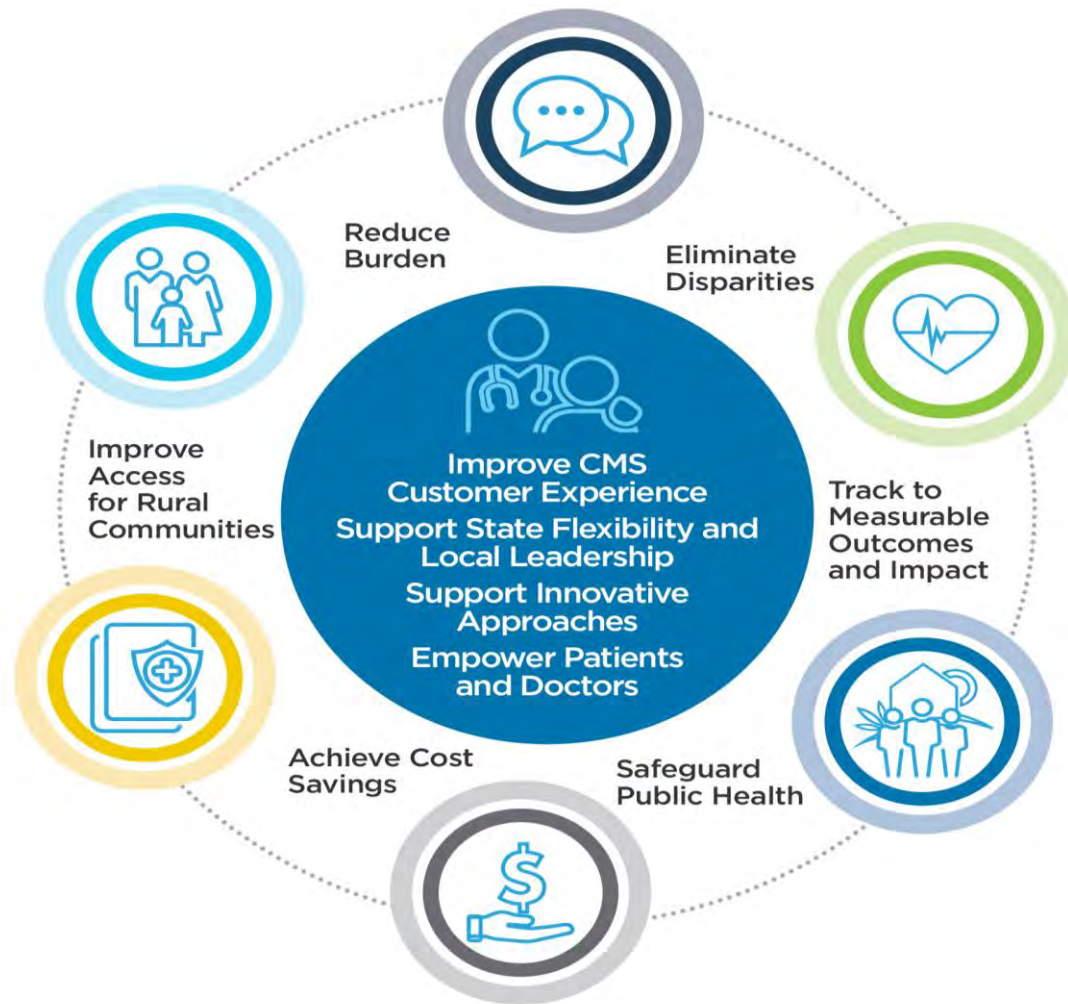 Reduce
Burden
Eliminate
Disparities
Improve CMS
Customer Experience
Support State Flexibility and
Local Leadership
Support Innovative
Approaches
Empower Patients
and Doctors
Improve
Access
for Rural
Communities
Track to
Measurable
Outcomes
and Impact
Achieve Cost
Savings
Safeguard
Public Health
$